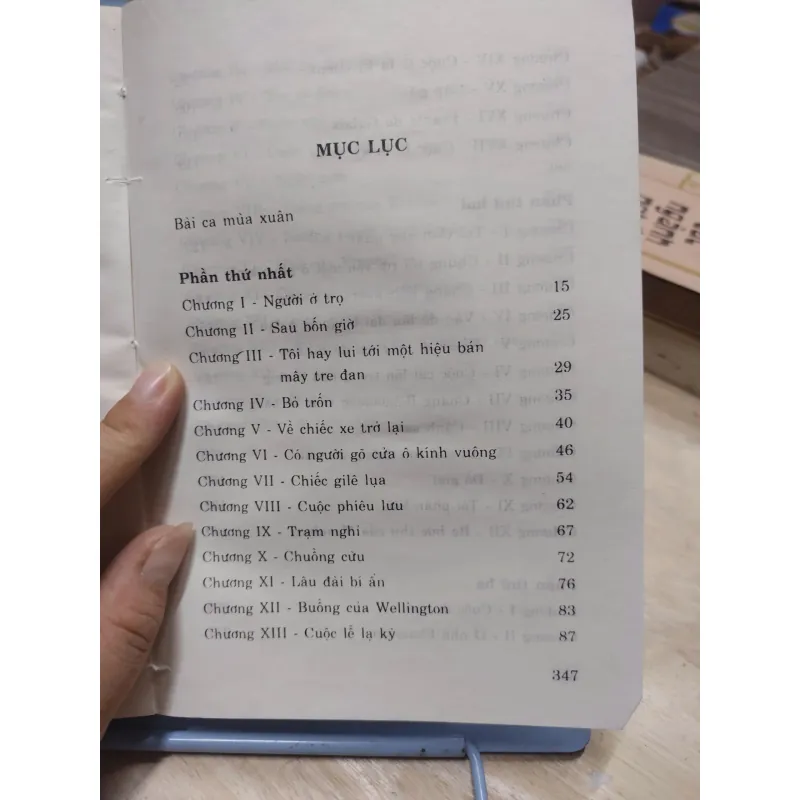 MỤC LỤC
Bài ca mùa xuân
Phần thứ nhất
Chương I - Người ở trọ 15
Chương II - Sau bốn giờ 25
Chương III - Tôi hay lui tới một hiệu bán
mây tre đan 29
Chương IV - Bỏ trốn 35
Chương V - Về chiếc xe trở lại 40
Chương VI - Có người gõ cửa ô kính vuông 46
Chương VII - Chiếc gilê lụa 54
Chương VIII - Cuộc phiêu lưu 62
Chương IX - Trạm nghỉ 67
Chương X - Chuồng cừu 72
Chương XI - Lâu đài bí ẩn 76
Chương XII - Buồng của Wellington 83
Chương XIII - Cuộc lễ lạ kỳ 87
347